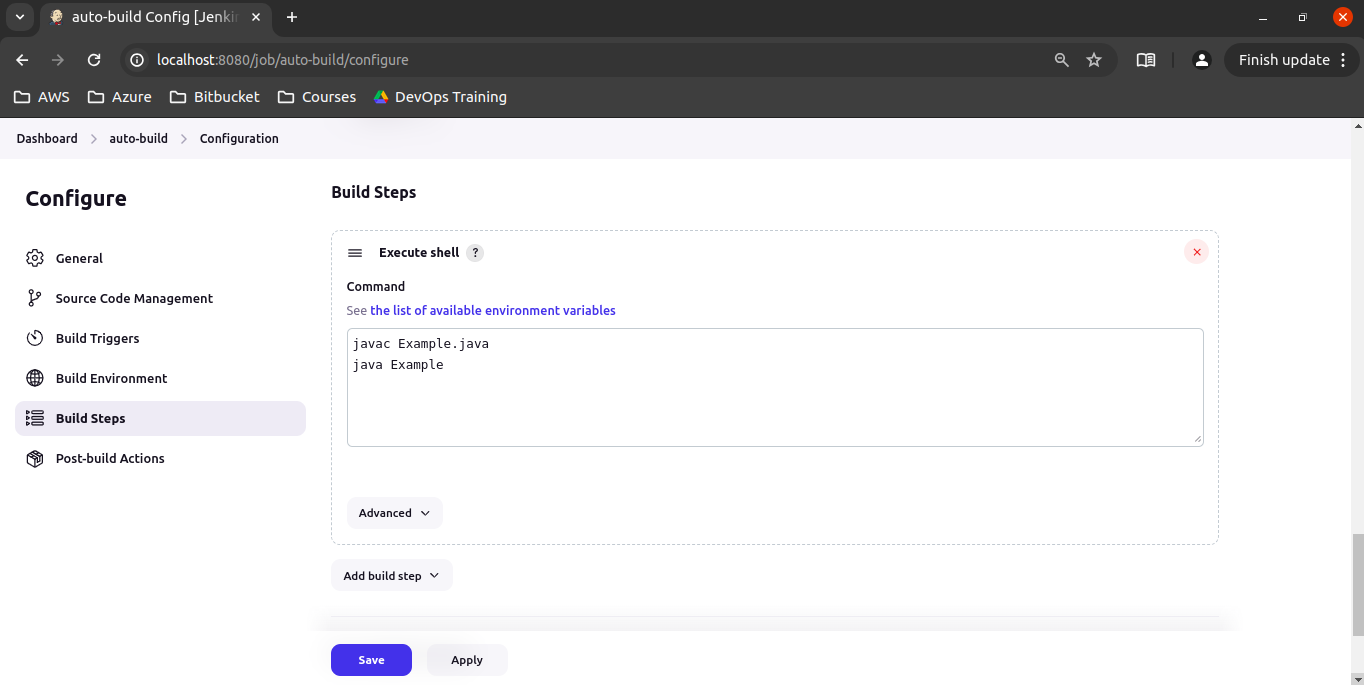 auto-build Config [Jenki
localhost:8080/job/auto-build/configure
Finish update
AWS
Azure
Bitbucket
Courses
DevOps Training
Dashboard
auto-build
Configuration
Configure
General
Source Code Management
Build Triggers
Build Environment
Build Steps
Post-build Actions
Build Steps
Execute shell ?
Command
See the list of available environment variables
javac Example.java
java Example
Advanced
Add build step
Save
Apply